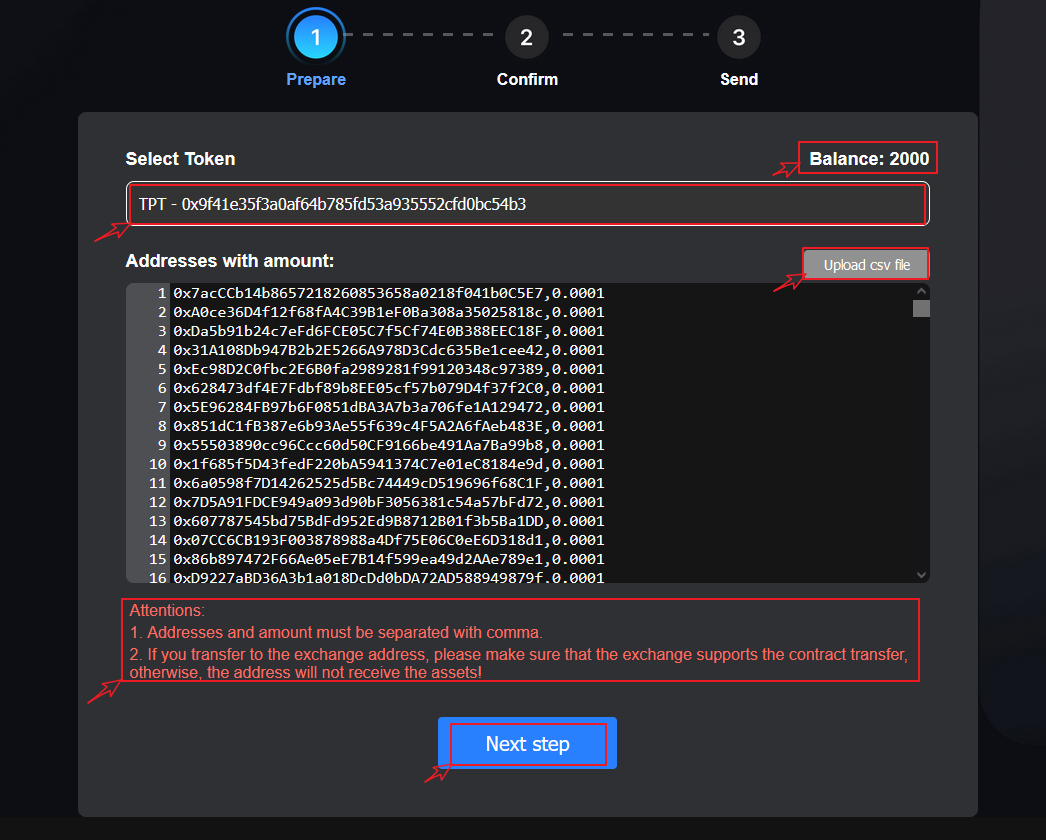 1
2
3
Prepare
Confirm
Send
Select Token
Balance: 2000
TPT - 0x9f41e35f3a0af64b785fd53a935552cfd0bc54b3
Addresses with amount:
Upload csv file
1 0x7acCCb14b8657218260853658a0218f041b0C5E7,0.0001
2 0xA0ce36D4f12f68fA4C39B1eF0Ba308a35025818c,0.0001
3 0xDa5b91b24c7eFd6FCE05C7f5Cf74E0B388EEC18F,0.0001
4 0x31A108Db947B2b2E5266A978D3Cdc635Be1cee42,0.0001
5 0xEc98D2C0fbc2E6B0fa2989281f99120348c97389,0.0001
6 0x628473df4E7Fdbf89b8EE05cf57b079D4f37f2C0,0.0001
7 0x5E96284FB97b6F0851dBA3A7b3a706fe1A129472,0.0001
8 0x851dC1fB387e6b93Ae55f639c4F5A2A6fAeb483E,0.0001
9 0x55503890cc96Ccc60d50CF9166be491Aa7Ba99b8,0.0001
10 0x1f685f5D43fedF220bA5941374C7e01eC8184e9d,0.0001
11 0x6a0598f7D14262525d5Bc74449cD519696f68C1F,0.0001
12 0x7D5A91FDCE949a093d90bF3056381c54a57bFd72,0.0001
13 0x607787545bd75BdFd952Ed9B8712B01f3b5Ba1DD,0.0001
14 0x07CC6CB193F003878988a4Df75E06C0eE6D318d1,0.0001
15 0x86b897472F66Ae05eE7B14f599ea49d2AAe789e1,0.0001
16 0xD9227aBD36A3b1a018DcDd0bDA72AD588949879f,0.0001
Attentions:
1. Addresses and amount must be separated with comma.
2. If you transfer to the exchange address, please make sure that the exchange supports the contract transfer,
otherwise, the address will not receive the assets!
Next step